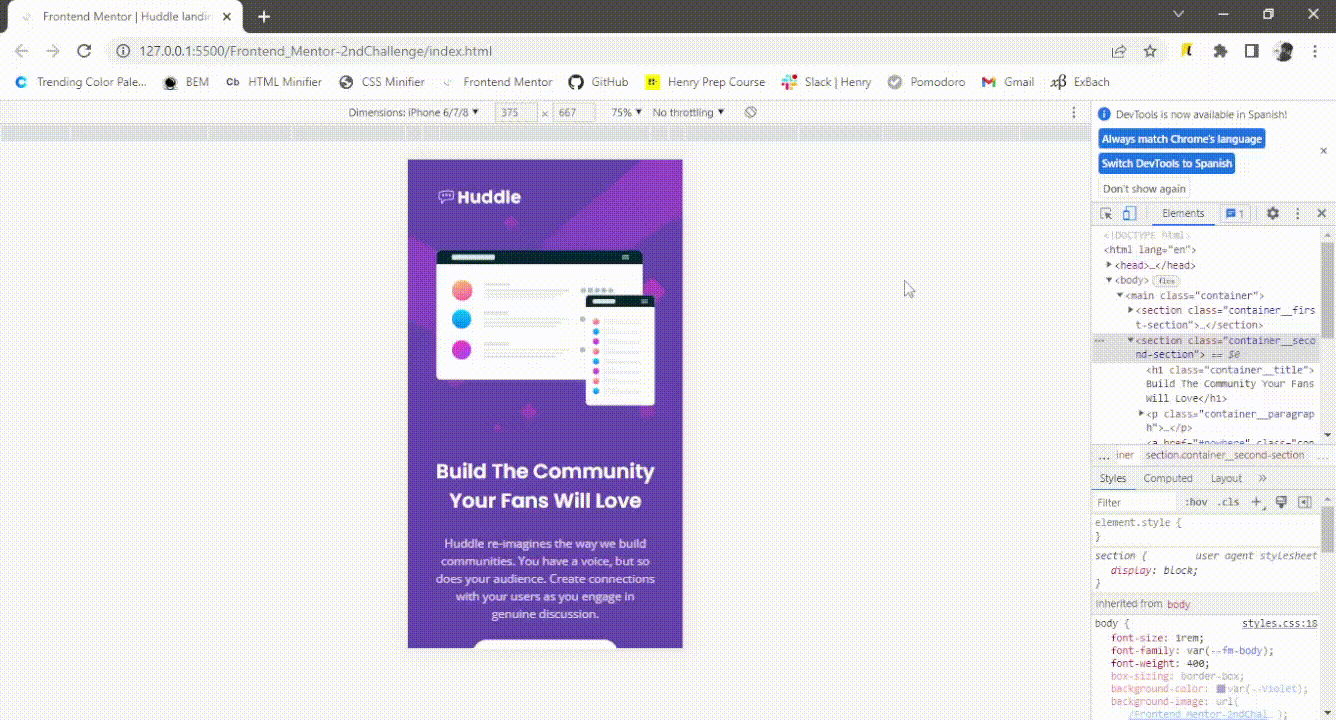 Frontend Mentor | Huddle landin
127.0.0.1:5500/Frontend_Mentor-2ndChallenge/index.html
Trending Color Pale... BEM Cb HTML Minifier CSS Minifier Frontend Mentor GitHub Henry Prep Course Slack | Henry Pomodoro Gmail ExBach
Dimensions: iPhone 6/7/8 ▼ 375 × 667 75% ▼ No throttling ▼
DevTools is now available in Spanish!
Always match Chrome's language
Switch DevTools to Spanish
Don't show again
Elements 1
Huddle
Build The Community
Your Fans Will Love
Huddle re-imagines the way we build
communities. You have a voice, but so
does your audience. Create connections
with your users as you engage in
genuine discussion.
<!DOCTYPE html>
<html lang="en">
<head>…</head>
<body> flex
<main class="container">
<section class="container__firs
t-section">…</section>
<section class="container__seco
nd-section"> == $0
<h1 class="container__title">
Build The Community Your Fans
Will Love</h1>
<p class="container__paragrap
h">…</p>
<a href="#nowhere" class="con
... iner section.container__second-section ...
Styles Computed Layout »
Filter :hov .cls +
element.style {
}
section { user agent stylesheet
display: block;
}
Inherited from body
body { styles.css:18
font-size: 1rem;
font-family: var(--fm-body);
font-weight: 400;
box-sizing: border-box;
background-color: var(--Violet);
background-image: url(
/Frontend_Mentor-2ndChal… );